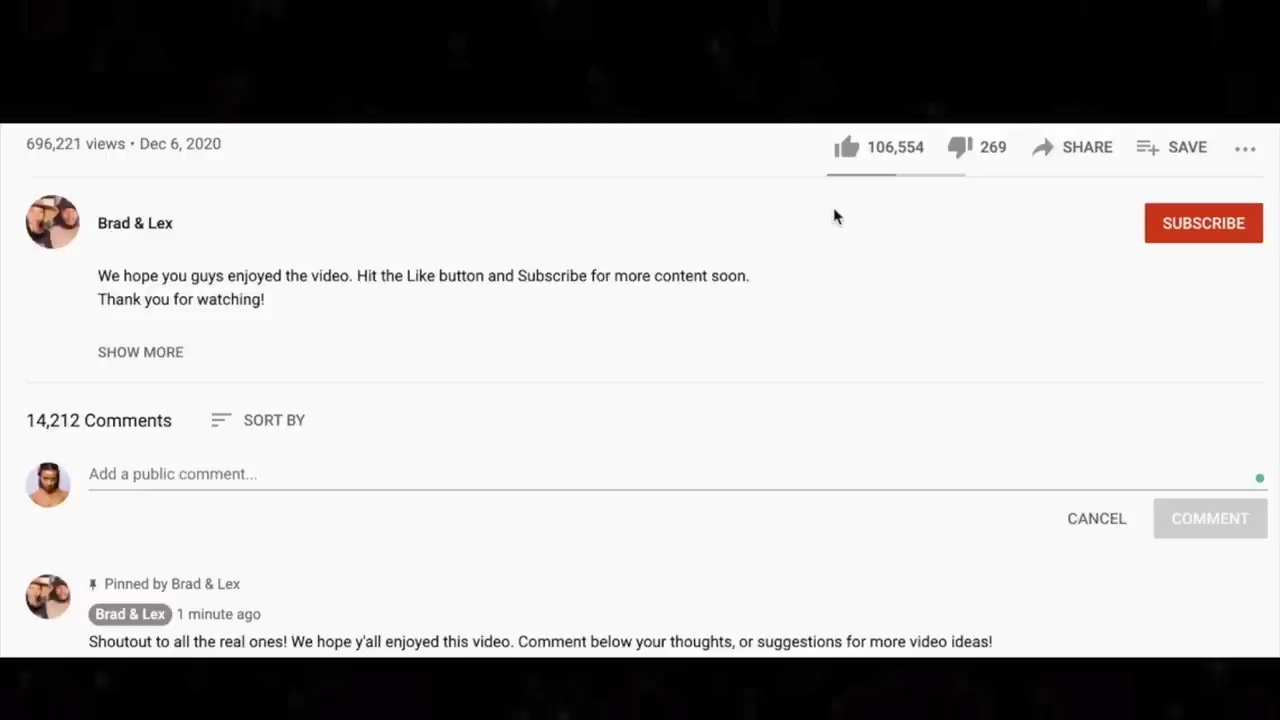 696,221 views • Dec 6, 2020
106,554
269
SHARE
SAVE
Brad & Lex
SUBSCRIBE
We hope you guys enjoyed the video. Hit the Like button and Subscribe for more content soon.
Thank you for watching!
SHOW MORE
14,212 Comments
SORT BY
Add a public comment...
CANCEL
COMMENT
Pinned by Brad & Lex
Brad & Lex 1 minute ago
Shoutout to all the real ones! We hope y'all enjoyed this video. Comment below your thoughts, or suggestions for more video ideas!